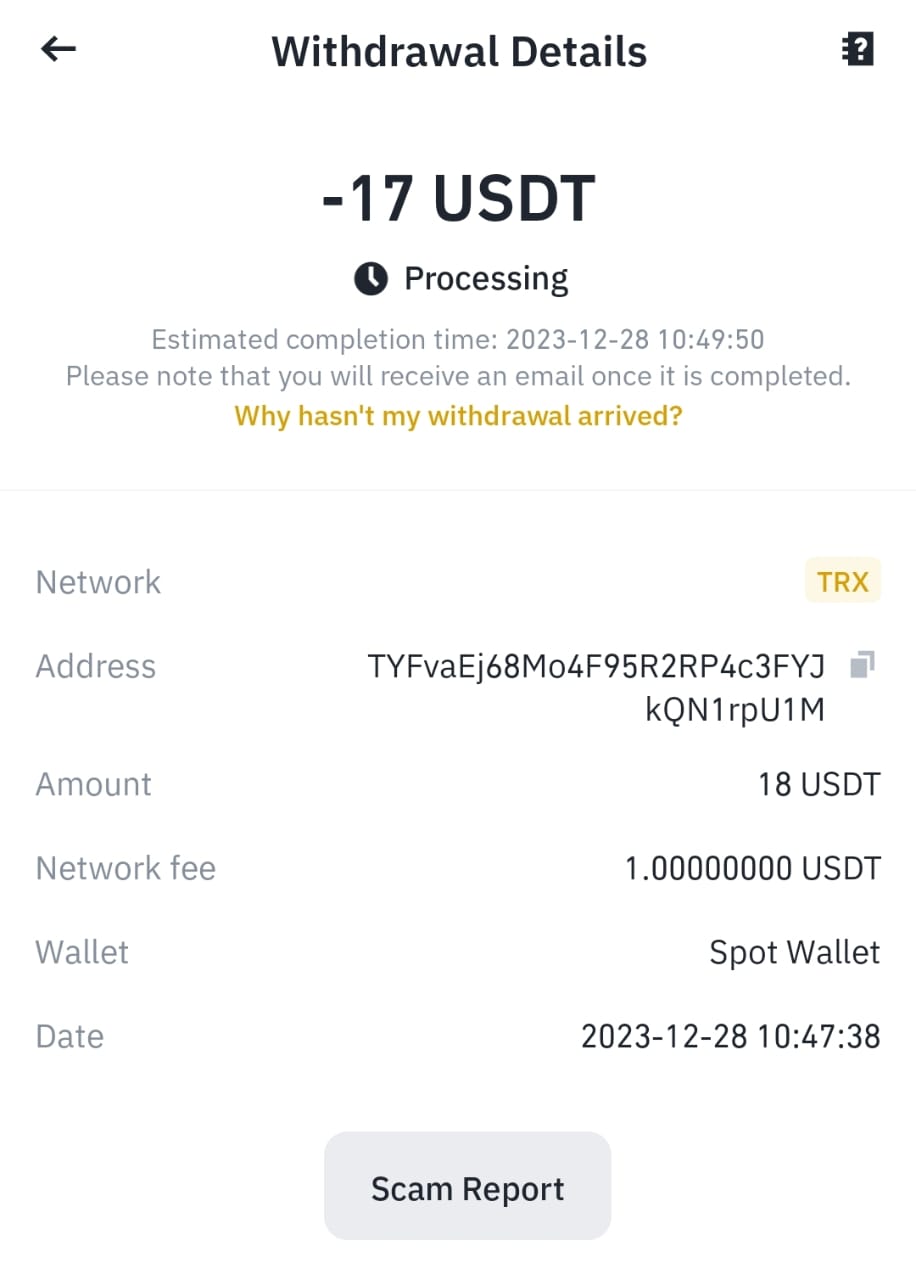 Withdrawal Details
-17 USDT
Processing
Estimated completion time: 2023-12-28 10:49:50
Please note that you will receive an email once it is completed.
Why hasn't my withdrawal arrived?
Network TRX
Address TYFvaEj68Mo4F95R2RP4c3FYJ
kQN1rpU1M
Amount 18 USDT
Network fee 1.00000000 USDT
Wallet Spot Wallet
Date 2023-12-28 10:47:38
Scam Report